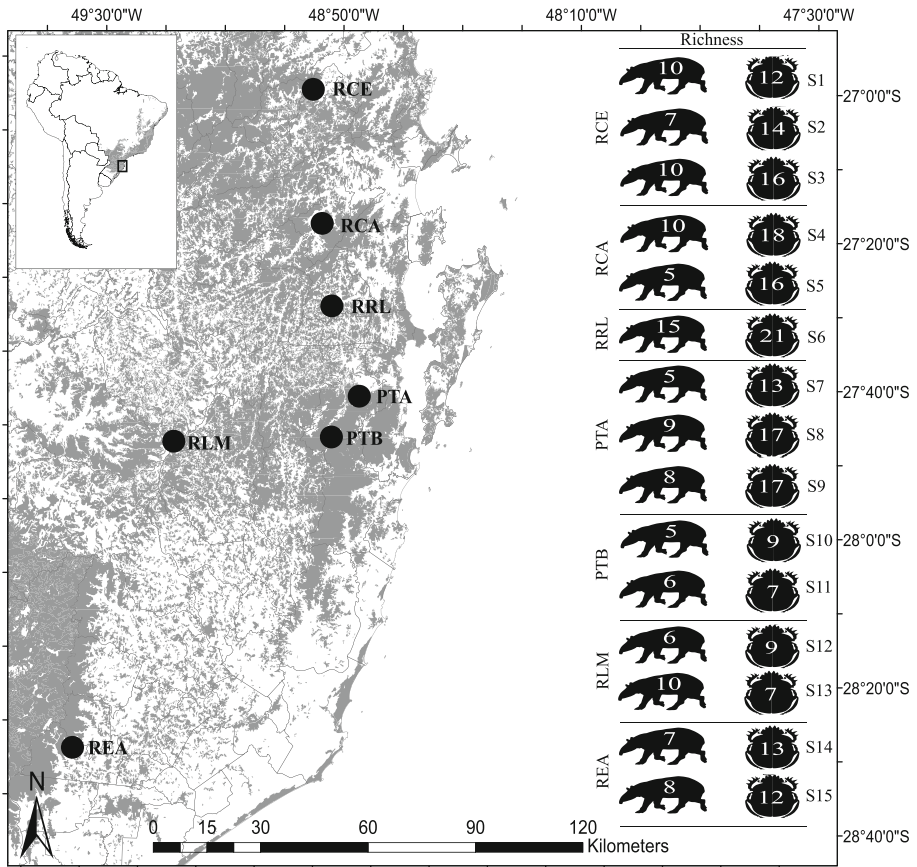 49°30'0"W 48°50'0"W 48°10'0"W 47°30'0"W
Richness
RCE
RCA
RRL
PTA
PTB
RLM
REA
N
0 15 30 60 90 120 Kilometers
RCE
10 12 S1
7 14 S2
10 16 S3
RCA
10 18 S4
5 16 S5
RRL
15 21 S6
PTA
5 13 S7
9 17 S8
8 17 S9
PTB
5 9 S10
6 7 S11
RLM
6 9 S12
10 7 S13
REA
7 13 S14
8 12 S15
27°0'0"S
27°20'0"S
27°40'0"S
28°0'0"S
28°20'0"S
28°40'0"S